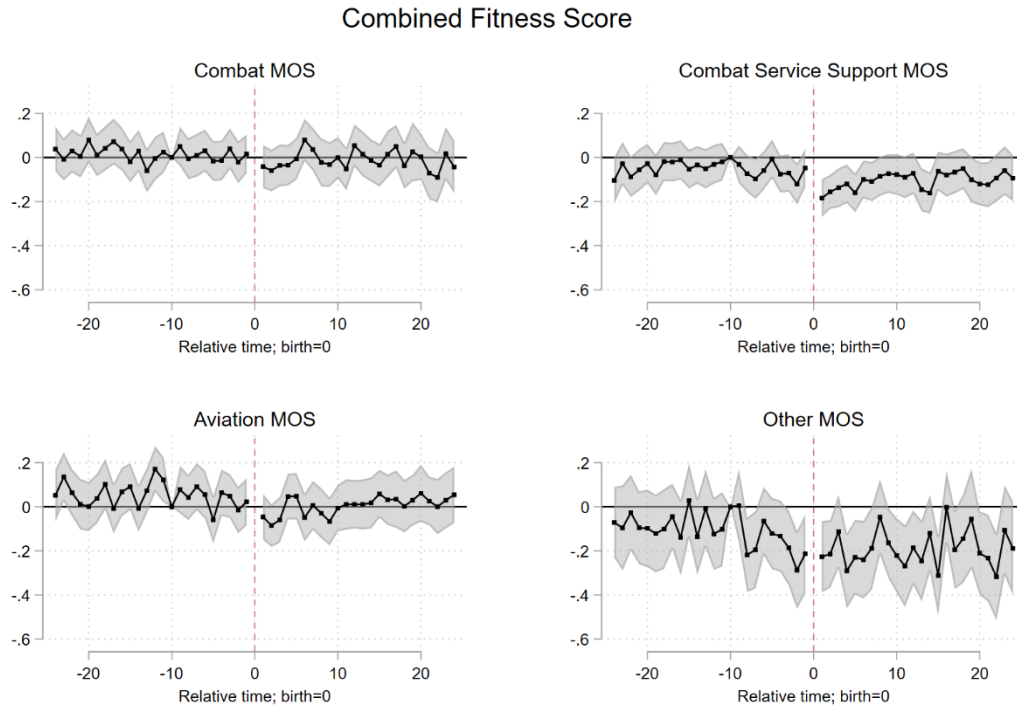 Combined Fitness Score
Combat MOS
.2
0
-.2
-.4
-.6
-20 -10 0 10 20
Relative time; birth=0
Combat Service Support MOS
.2
0
-.2
-.4
-.6
-20 -10 0 10 20
Relative time; birth=0
Aviation MOS
.2
0
-.2
-.4
-.6
-20 -10 0 10 20
Relative time; birth=0
Other MOS
.2
0
-.2
-.4
-.6
-20 -10 0 10 20
Relative time; birth=0